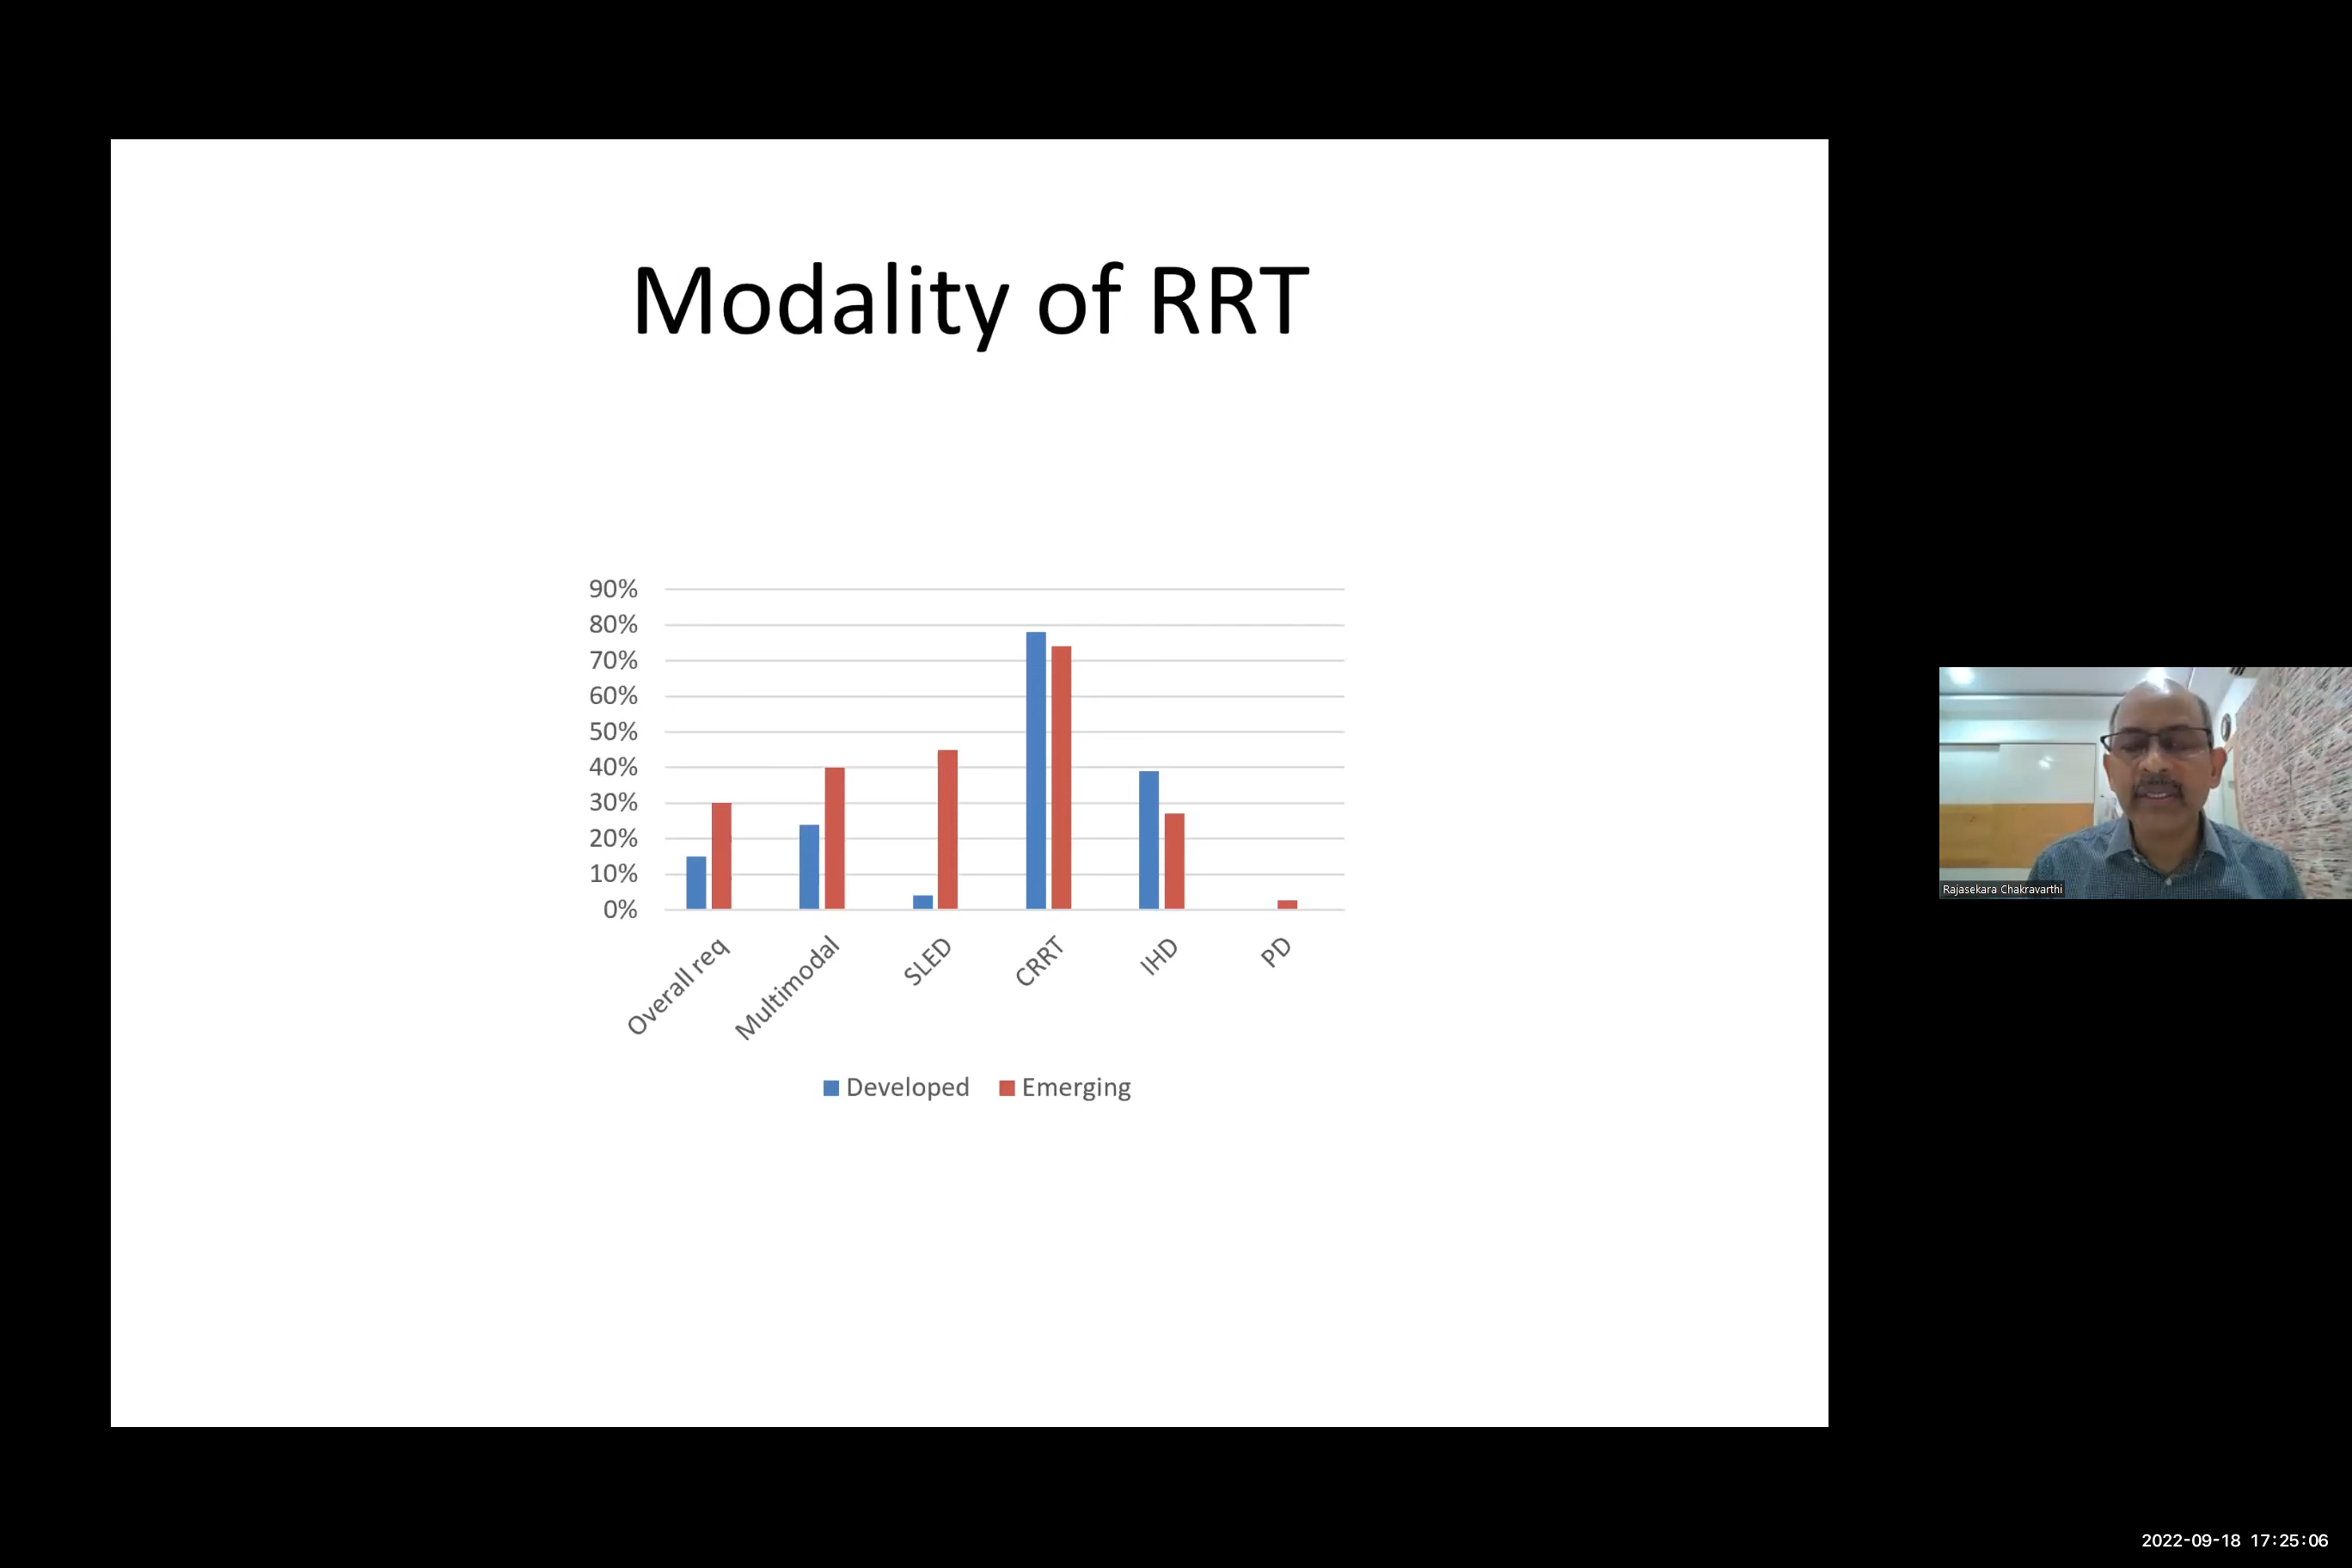 Modality of RRT
90%
80%
70%
60%
50%
40%
30%
20%
10%
0%
Overall req
Multimodal
SLED
CRRT
IHD
PD
Developed Emerging
Rajasekara Chakravarthi
2022-09-18 17:25:06